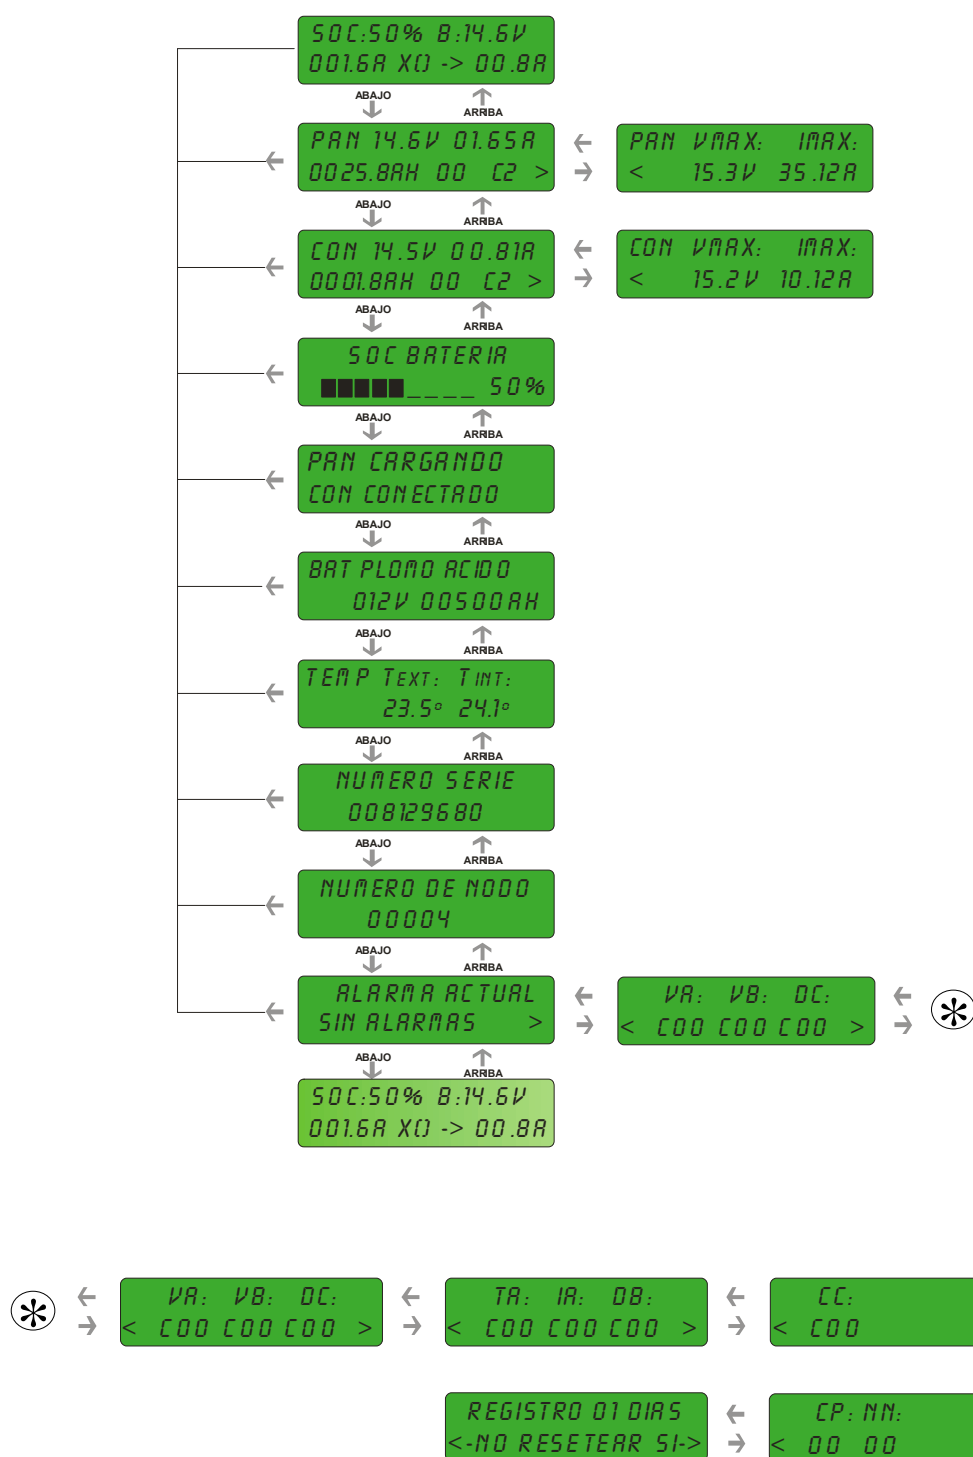 SOC:50% B:14.6V
001.6A X() -> 00.8A
ABAJO ARRIBA
PAN 14.6V 01.65A
0025.8AH 00 C2 >
PAN VMAX: IMAX:
< 15.3V 35.12A
ABAJO ARRIBA
CON 14.5V 00.81A
0001.8AH 00 C2 >
CON VMAX: IMAX:
< 15.2V 10.12A
ABAJO ARRIBA
SOC BATERIA
____ 50%
ABAJO ARRIBA
PAN CARGANDO
CON CONECTADO
ABAJO ARRIBA
BAT PLOMO ACIDO
012V 00500AH
ABAJO ARRIBA
TEMP TEXT: TINT:
23.5° 24.1°
ABAJO ARRIBA
NUMERO SERIE
008129680
ABAJO ARRIBA
NUMERO DE NODO
00004
ABAJO ARRIBA
ALARMA ACTUAL
SIN ALARMAS >
VA: VB: DC:
< C00 C00 C00 >
*
ABAJO ARRIBA
SOC:50% B:14.6V
001.6A X() -> 00.8A
*
VA: VB: DC:
< C00 C00 C00 >
TA: IA: DB:
< C00 C00 C00 >
CC:
< C00
REGISTRO 01 DIAS
<-NO RESETEAR SI->
CP: NN:
< 00 00